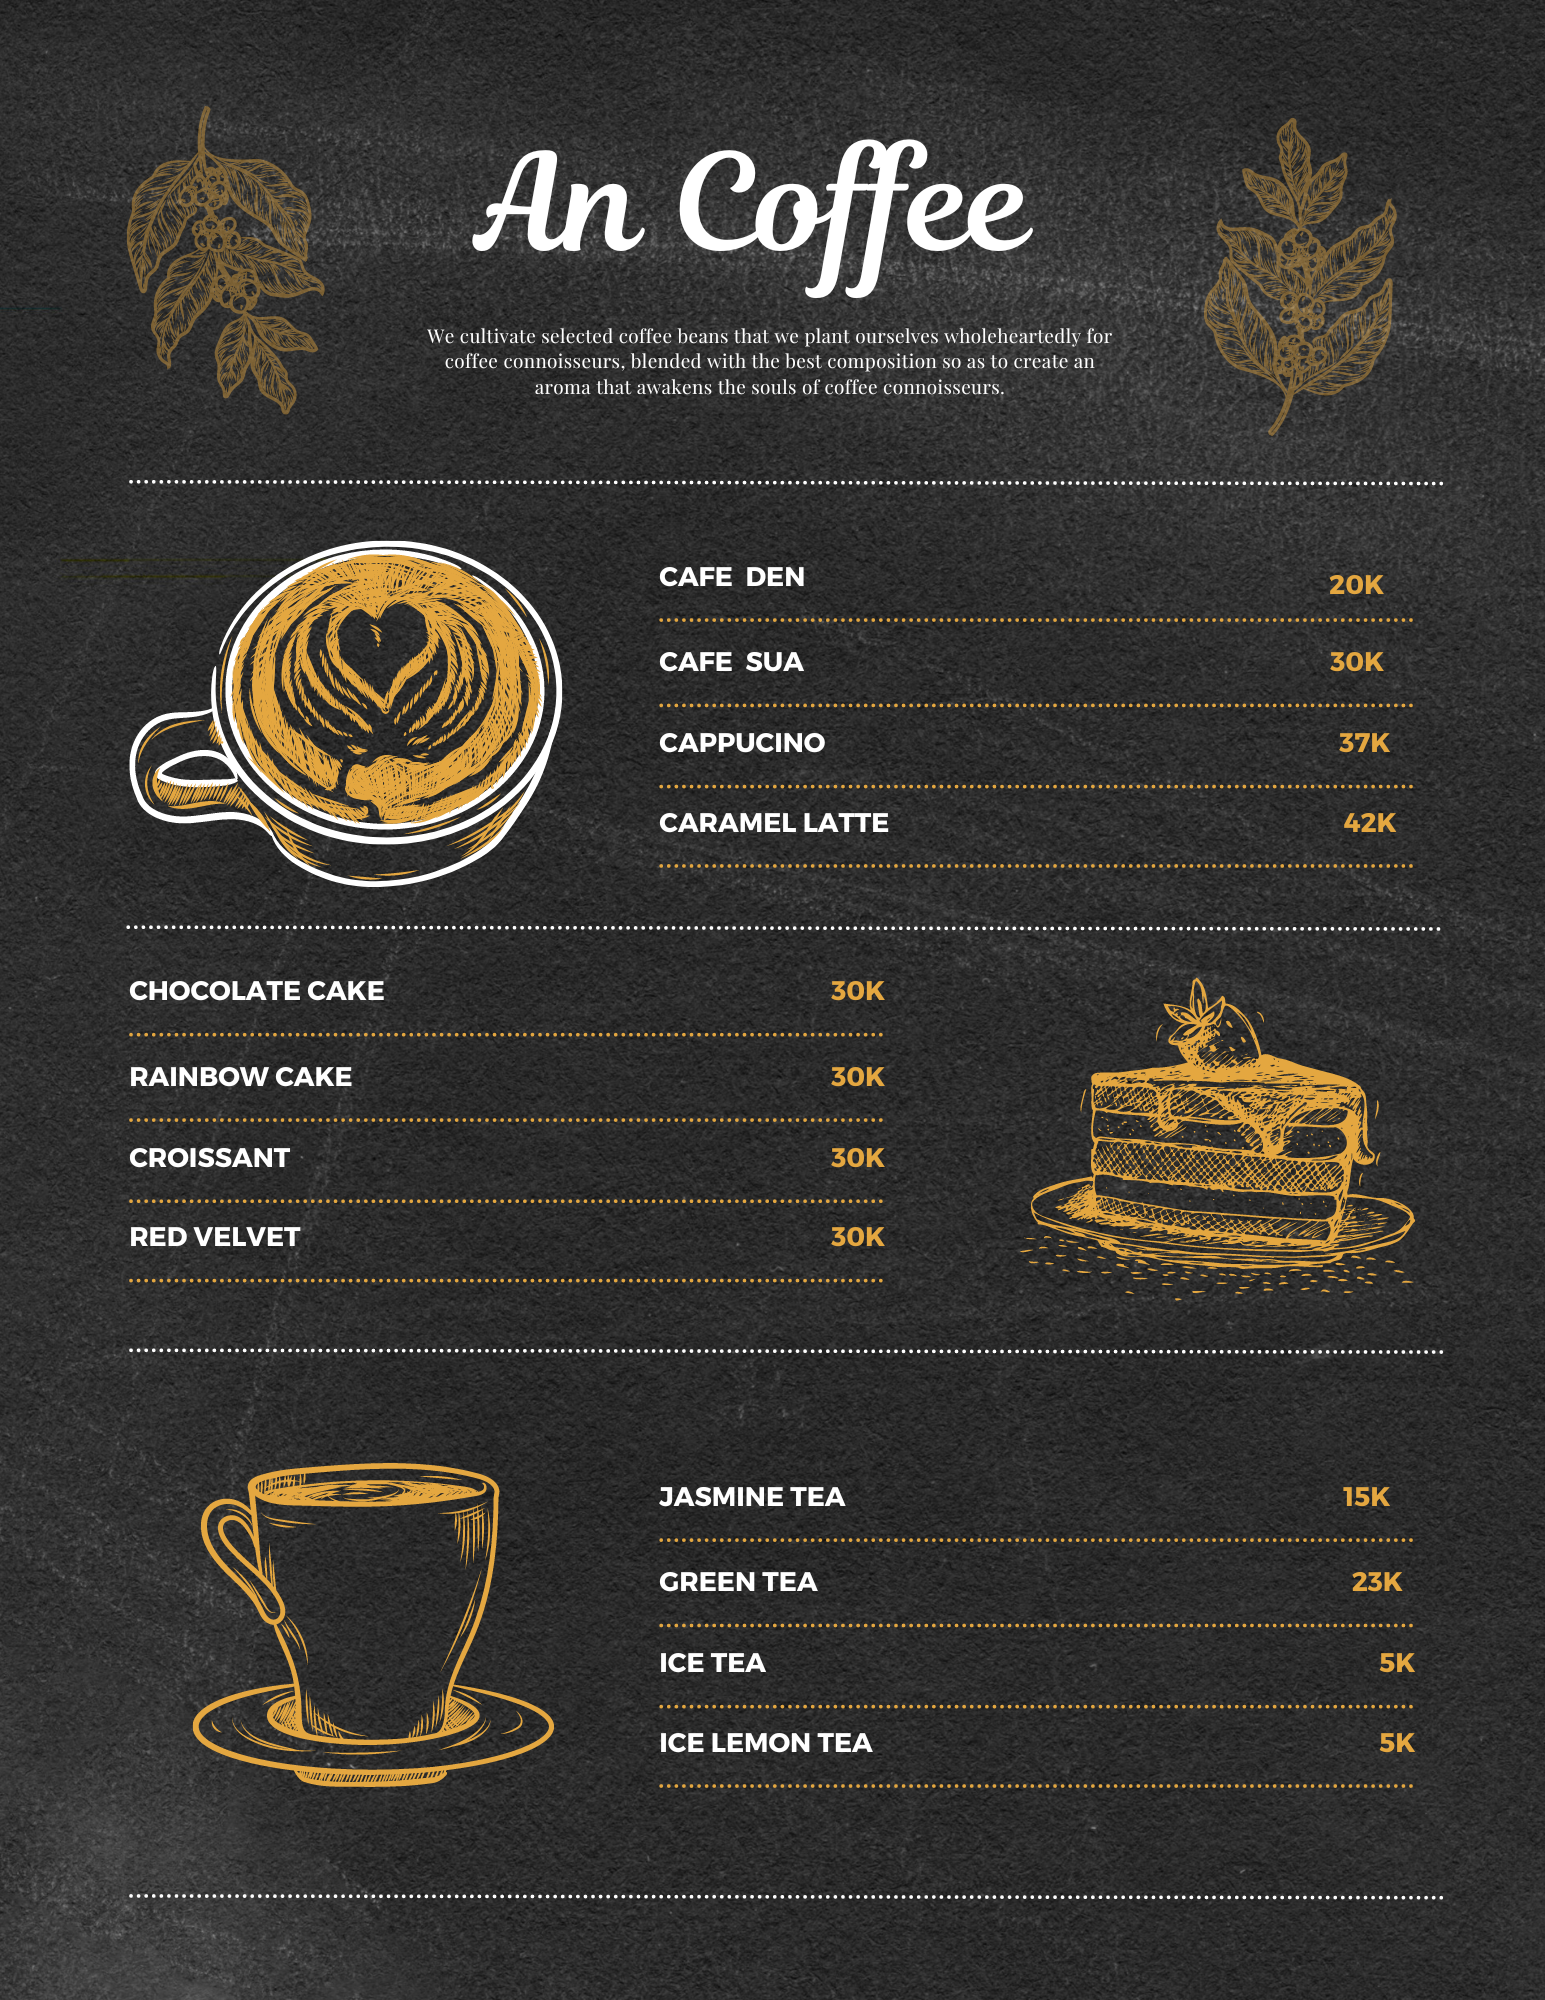 An Coffee
We cultivate selected coffee beans that we plant ourselves wholeheartedly for
coffee connoisseurs, blended with the best composition so as to create an
aroma that awakens the souls of coffee connoisseurs.
CAFE DEN 20K
CAFE SUA 30K
CAPPUCINO 37K
CARAMEL LATTE 42K
CHOCOLATE CAKE 30K
RAINBOW CAKE 30K
CROISSANT 30K
RED VELVET 30K
JASMINE TEA 15K
GREEN TEA 23K
ICE TEA 5K
ICE LEMON TEA 5K